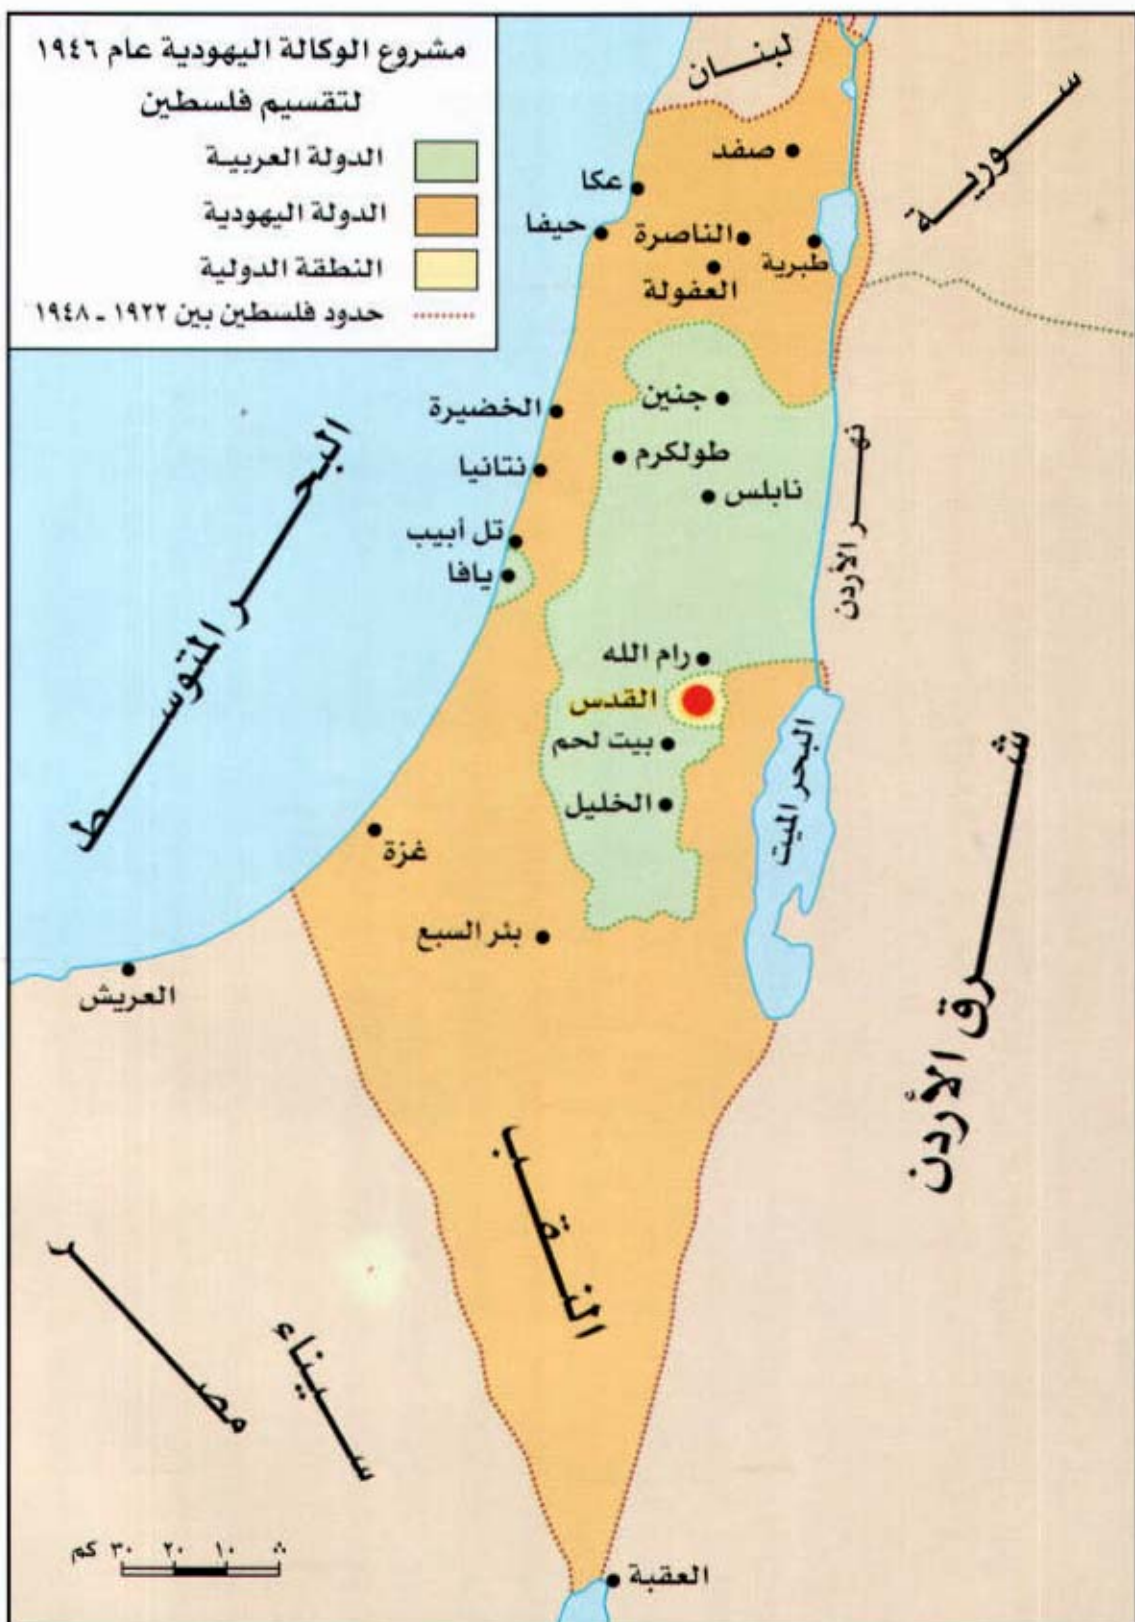 مشروع الوكالة اليهودية عام ١٩٤٦
لتقسيم فلسطين
الدولة العربية
الدولة اليهودية
النطقة الدولية
حدود فلسطين بين ١٩٢٢ - ١٩٤٨
لبنان
سورية
صفد
عكا
حيفا
الناصرة
طبرية
العفولة
جنين
الخضيرة
طولكرم
نتانيا
نابلس
تل أبيب
يافا
نهر الأردن
البحر المتوسط
رام الله
القدس
بيت لحم
الخليل
البحر الميت
غزة
بئر السبع
العريش
شرق الأردن
النقب
مصر
سيناء
العقبة
١٠ ٢٠ ٣٠ كم